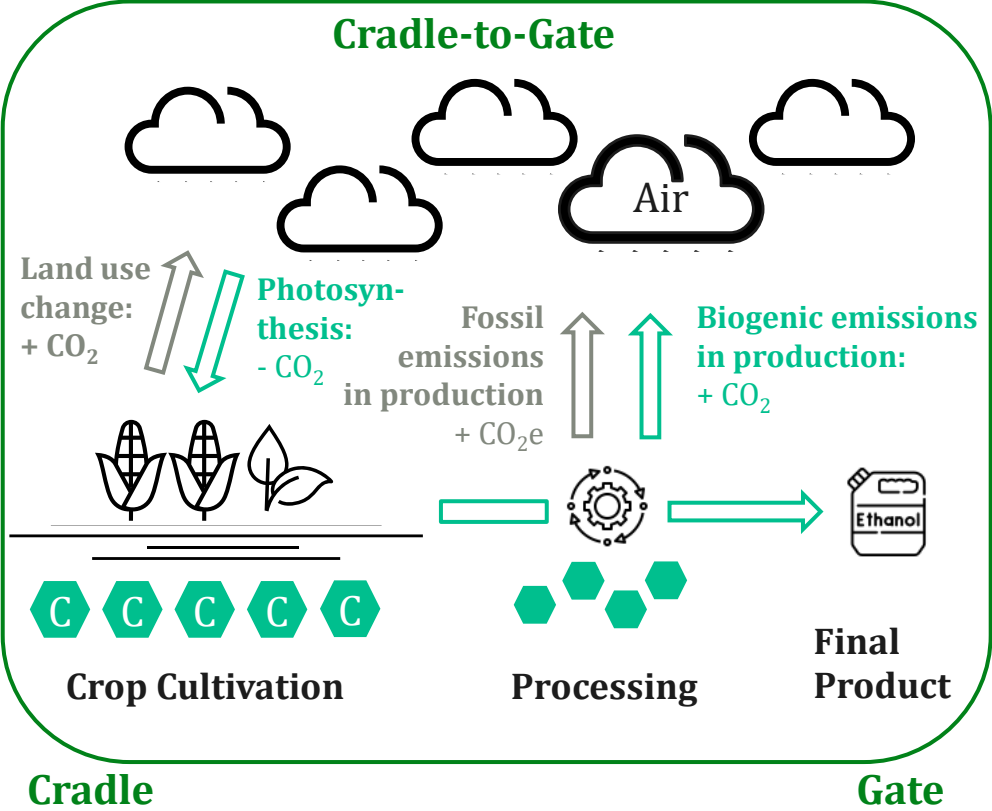 Cradle-to-Gate
Air
Land use
change:
+ CO₂
Photosyn-
thesis:
- CO₂
Fossil
emissions
in production
+ CO₂e
Biogenic emissions
in production:
+ CO₂
Ethanol
C C C C C
Crop Cultivation
Processing
Final
Product
Cradle
Gate